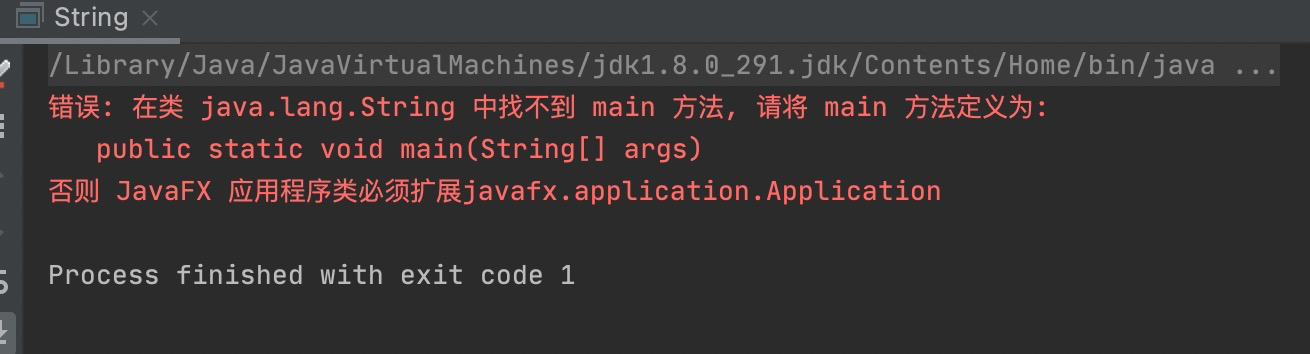 String
/Library/Java/JavaVirtualMachines/jdk1.8.0_291.jdk/Contents/Home/bin/java ...
错误: 在类 java.lang.String 中找不到 main 方法, 请将 main 方法定义为:
   public static void main(String[] args)
否则 JavaFX 应用程序类必须扩展javafx.application.Application
Process finished with exit code 1